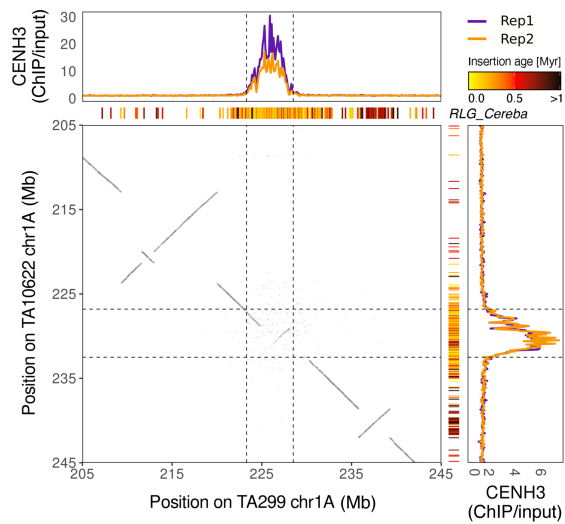 CENH3
(ChIP/input)
30
20
10
0
Rep1
Rep2
Insertion age [Myr]
0.0 0.5 >1
RLG_Cereba
205
215
225
235
245
Position on TA10622 chr1A (Mb)
205 215 225 235 245
Position on TA299 chr1A (Mb)
0 2 4 6
CENH3
(ChIP/input)